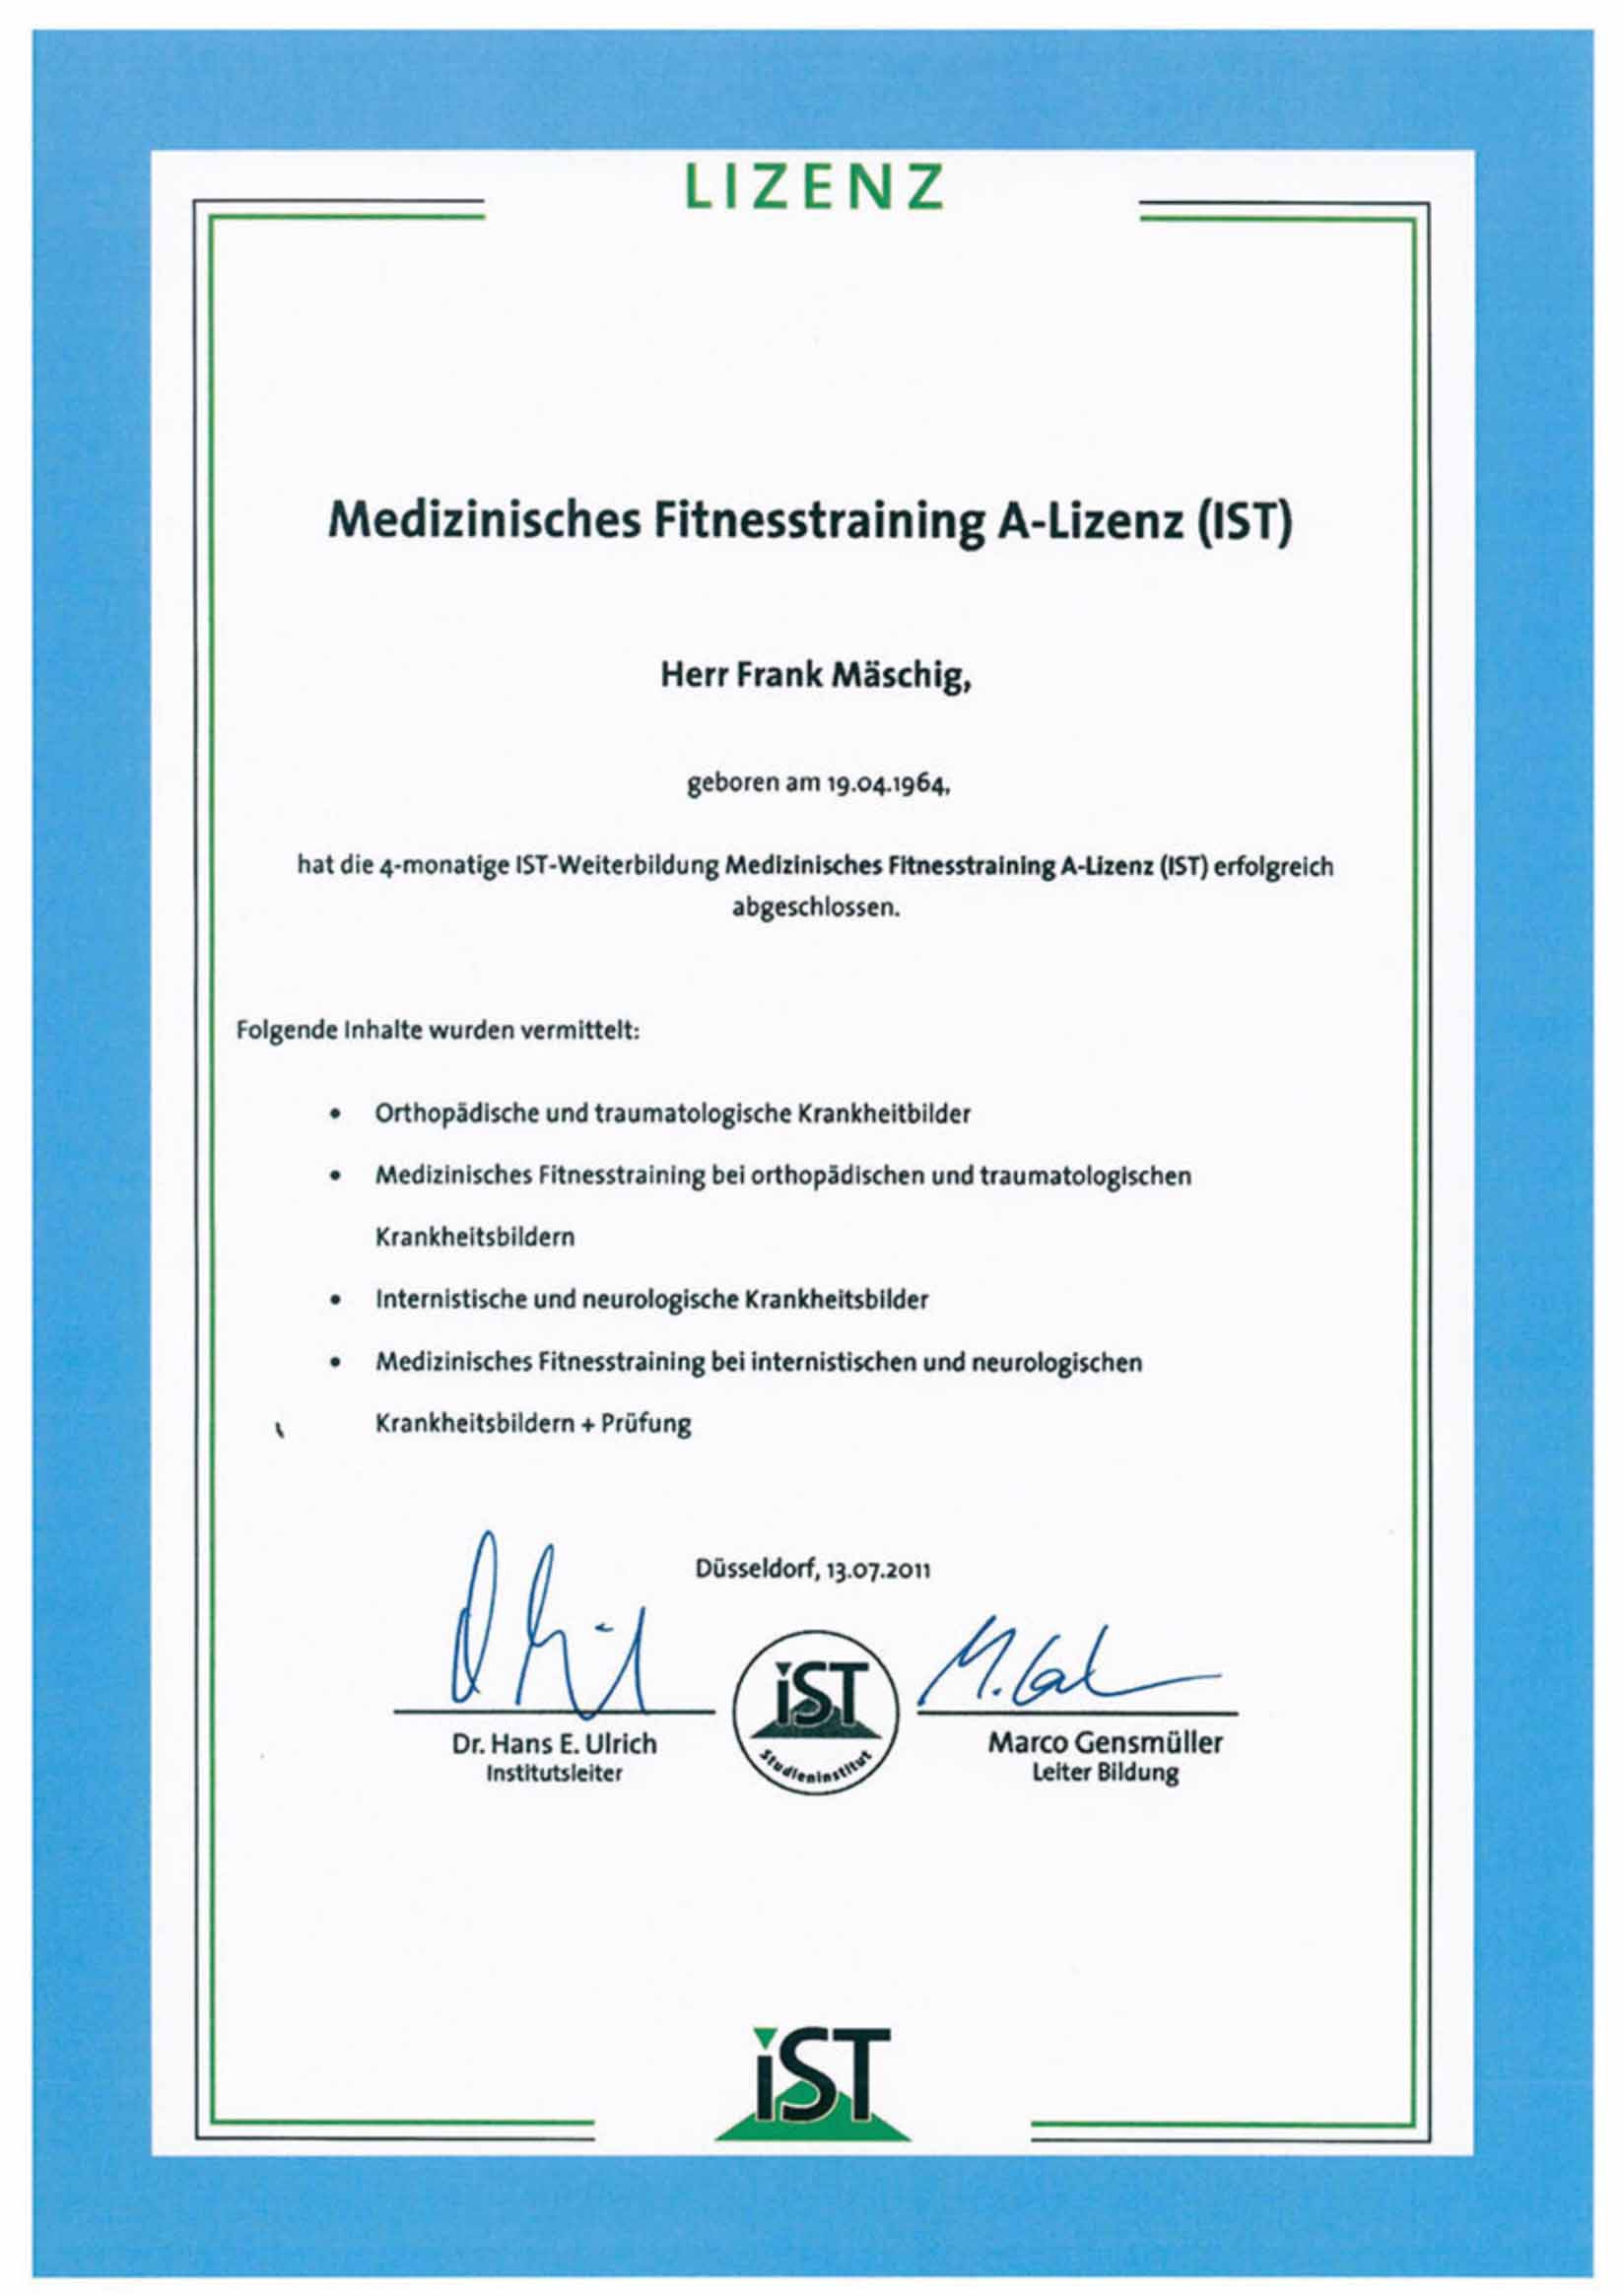 LIZENZ
Medizinisches Fitnesstraining A-Lizenz (IST)
Herr Frank Mäschig,
geboren am 19.04.1964,
hat die 4-monatige IST-Weiterbildung Medizinisches Fitnesstraining A-Lizenz (IST) erfolgreich
abgeschlossen.
Folgende Inhalte wurden vermittelt:
• Orthopädische und traumatologische Krankheitbilder
• Medizinisches Fitnesstraining bei orthopädischen und traumatologischen
Krankheitsbildern
• Internistische und neurologische Krankheitsbilder
• Medizinisches Fitnesstraining bei internistischen und neurologischen
Krankheitsbildern + Prüfung
Düsseldorf, 13.07.2011
iST
Studieninstitut
Dr. Hans E. Ulrich
Institutsleiter
Marco Gensmüller
Leiter Bildung
iST